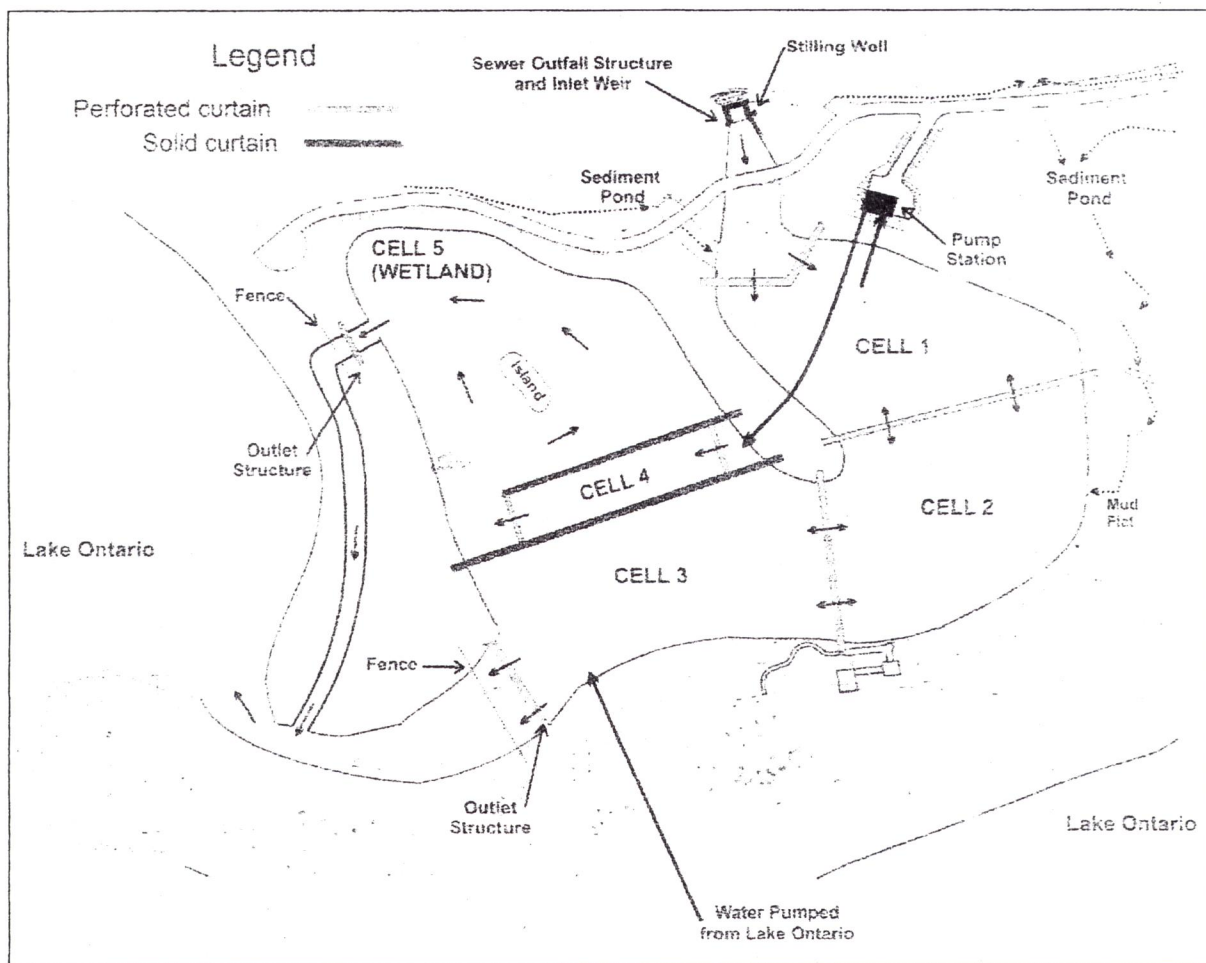 Legend
Perforated curtain
Solid curtain
Sewer Outfall Structure
and Inlet Weir
Stilling Well
Sediment
Pond
Sediment
Pond
Pump
Station
CELL 5
(WETLAND)
Fence
Island
CELL 1
Outlet
Structure
CELL 4
CELL 2
Mud
Flat
Lake Ontario
CELL 3
Fence
Outlet
Structure
Lake Ontario
Water Pumped
from Lake Ontario